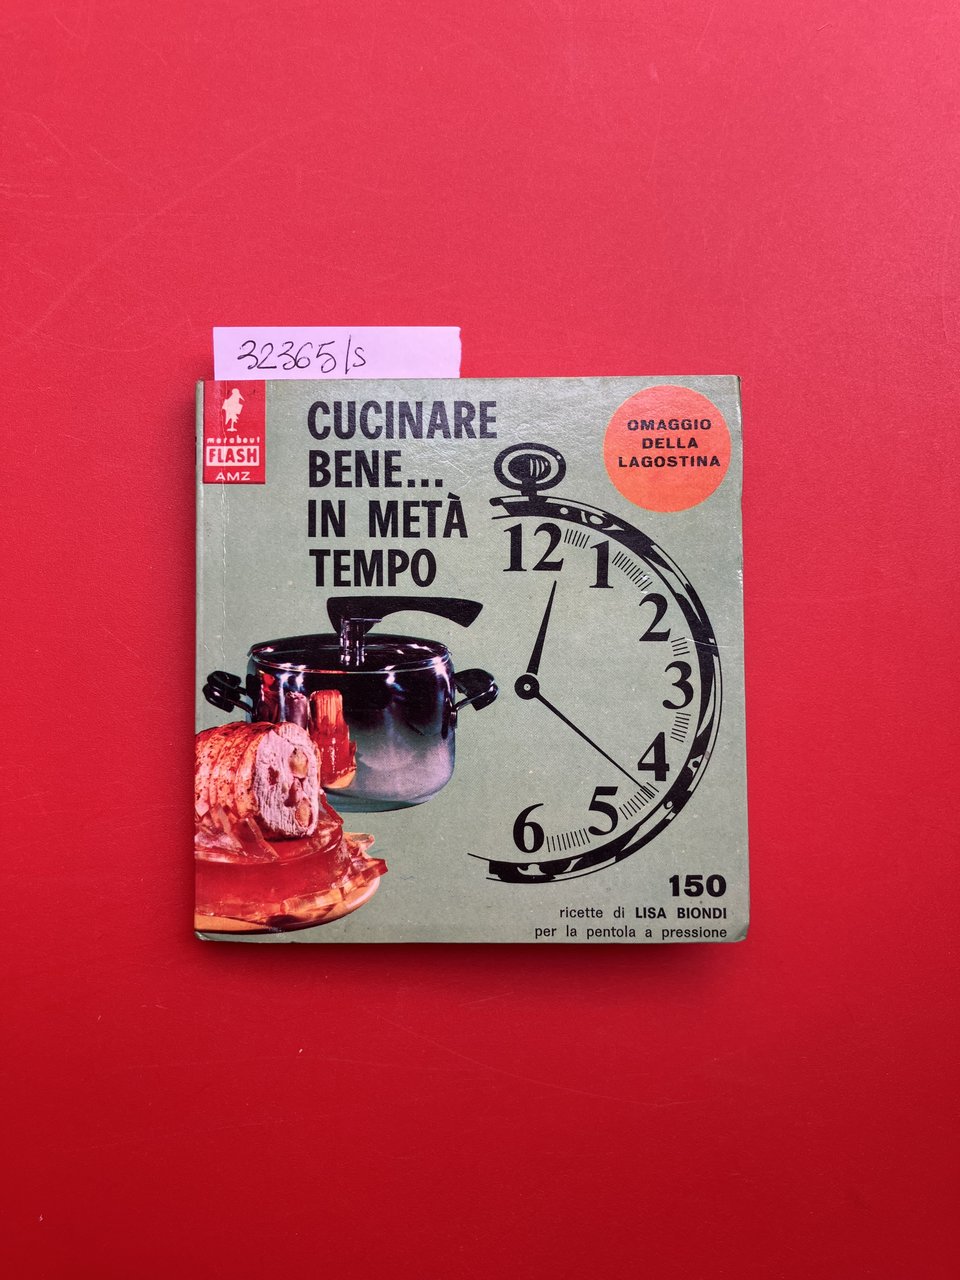 32365/s
marabout
FLASH
AMZ
CUCINARE
BENE...
IN METÀ
TEMPO
OMAGGIO
DELLA
LAGOSTINA
12
1
2
3
4
5
6
150
ricette di LISA BIONDI
per la pentola a pressione